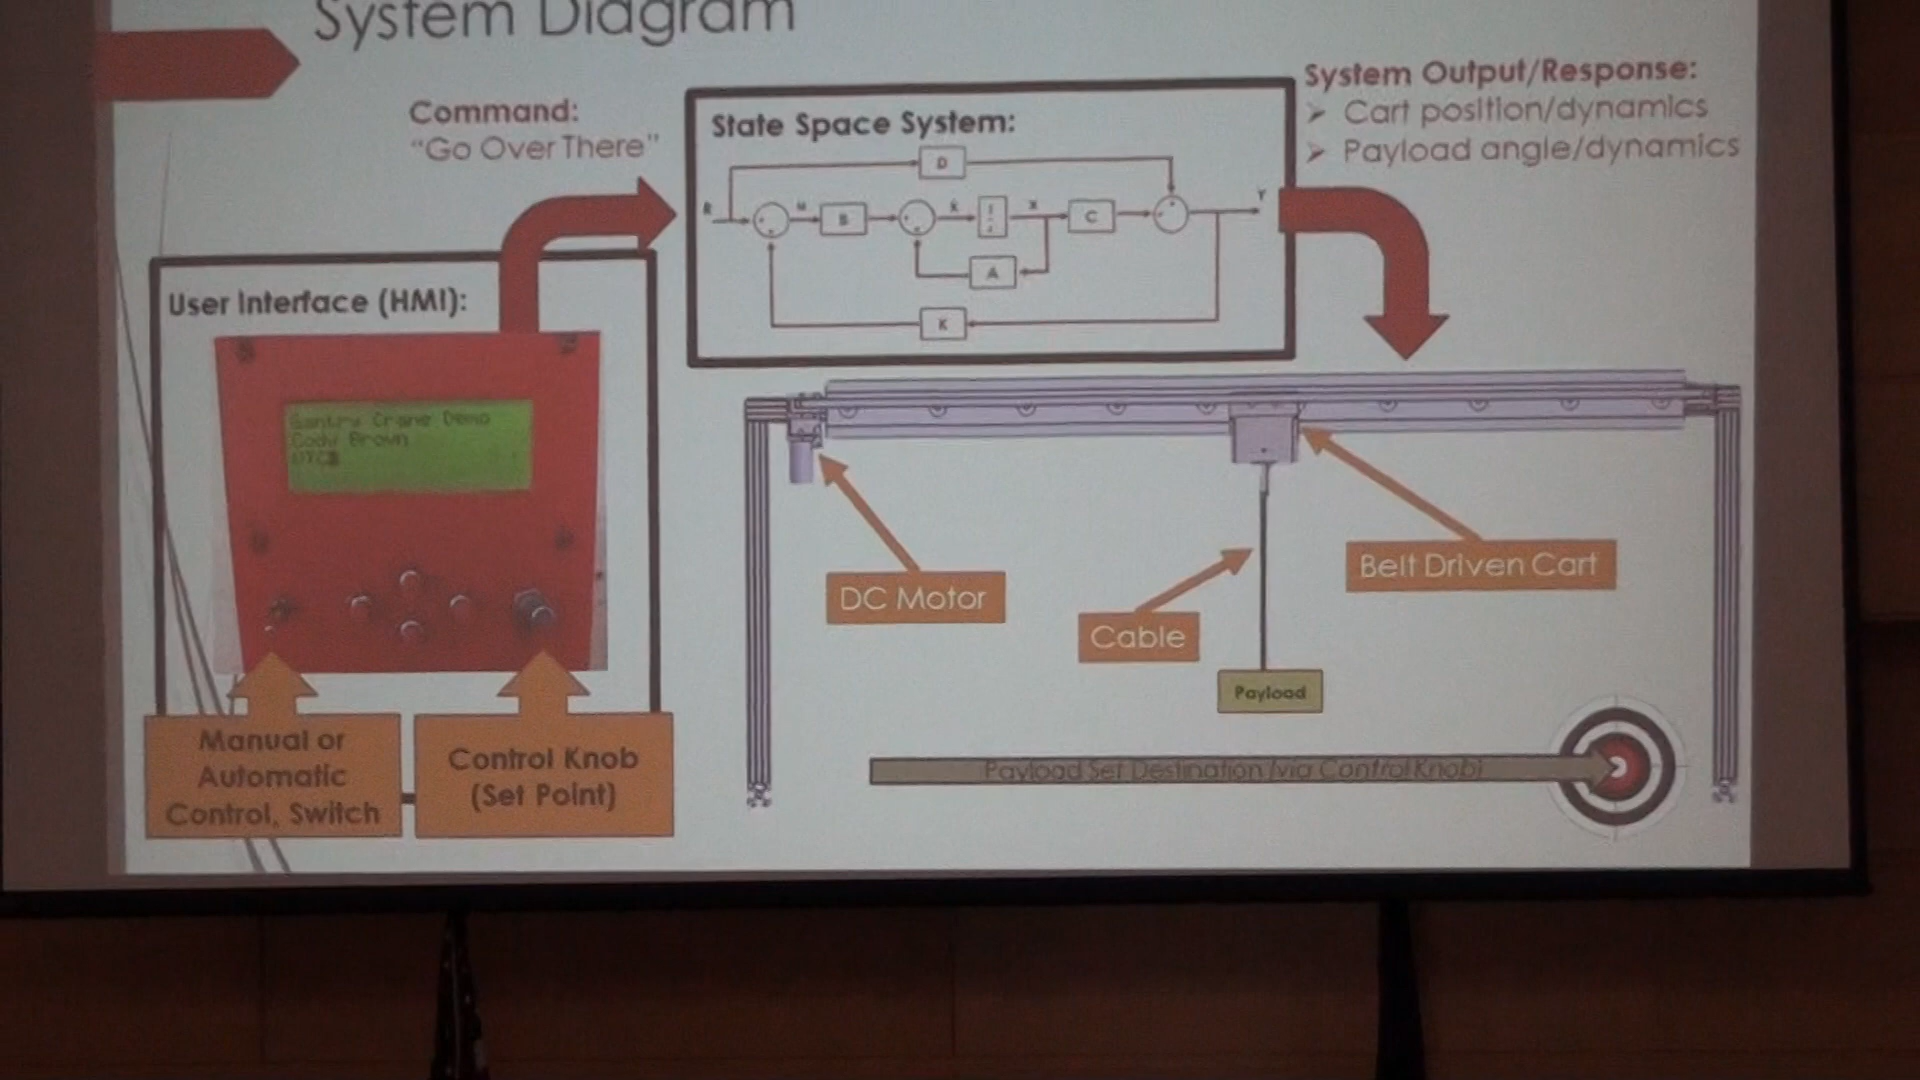 System Diagram
Command:
"Go Over There"
State Space System:
D
R
u
B
ẋ
1
s
x
C
Y
A
K
System Output/Response:
Cart position/dynamics
Payload angle/dynamics
User Interface (HMI):
Gantry Crane Demo
Cody Brown
UTC
Manual or
Automatic
Control, Switch
Control Knob
(Set Point)
DC Motor
Cable
Belt Driven Cart
Payload
Payload Set Destination (via Control Knob)